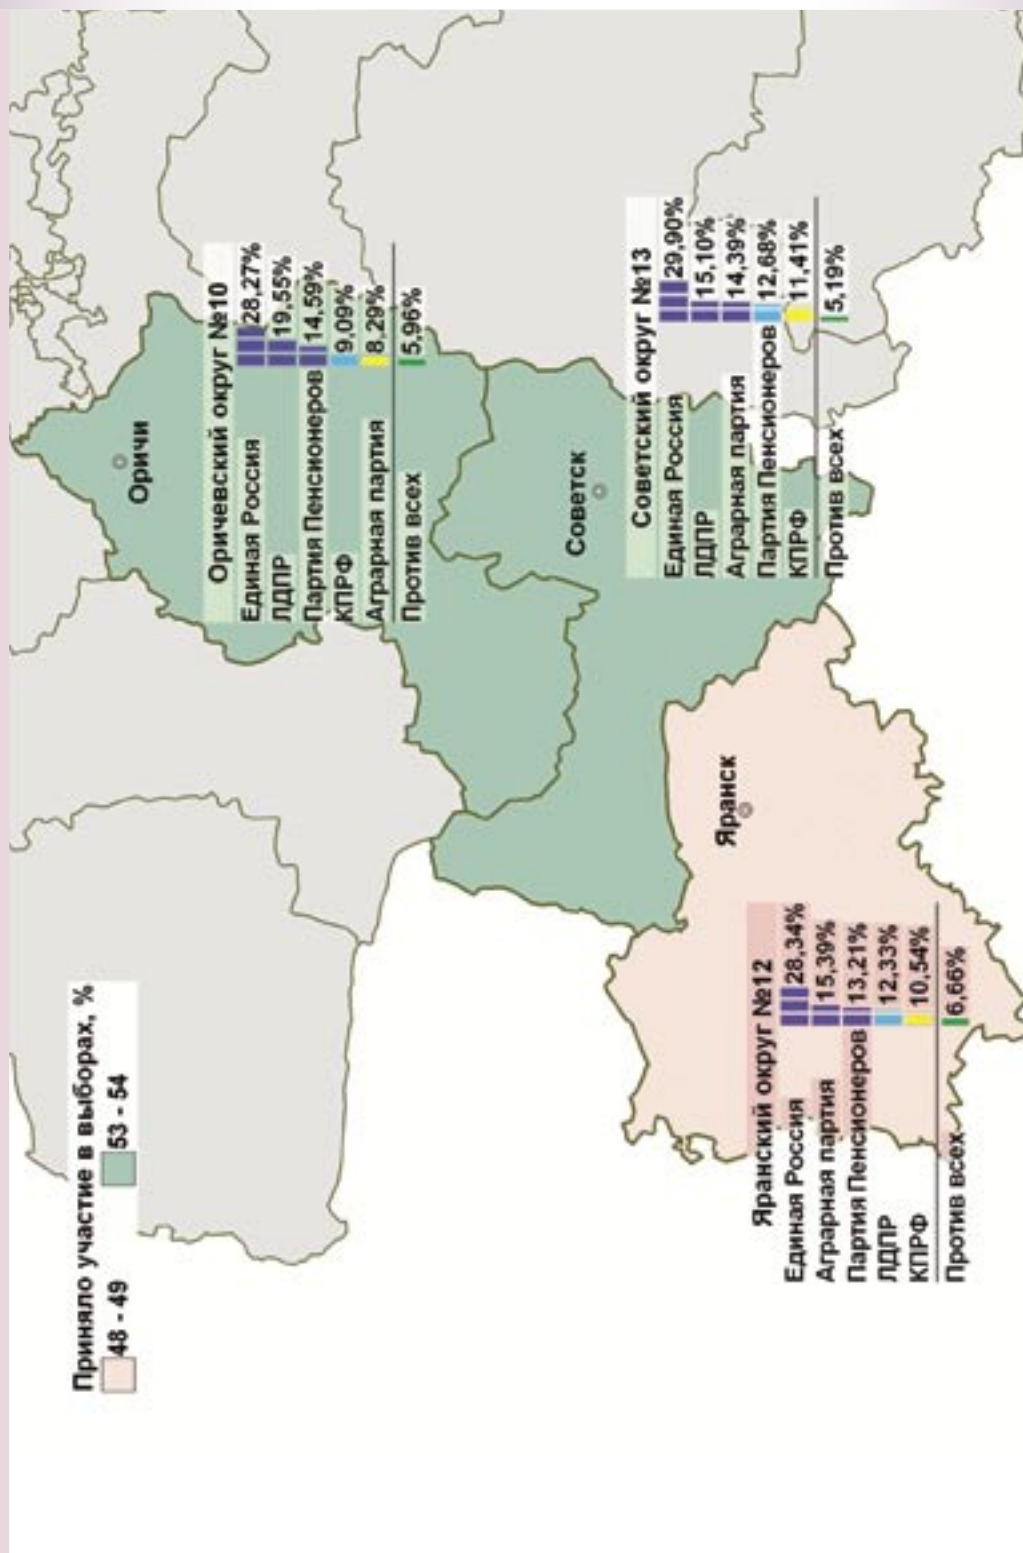 Приняло участие в выборах, %
48 - 49 53 - 54
Оричи
Оричевский округ №10
Единая Россия 28,27%
ЛДПР 19,55%
Партия Пенсионеров 14,59%
КПРФ 9,09%
Аграрная партия 8,29%
Против всех 5,96%
Советск
Советский округ №13
Единая Россия 29,90%
ЛДПР 15,10%
Аграрная партия 14,39%
Партия Пенсионеров 12,68%
КПРФ 11,41%
Против всех 5,19%
Яранск
Яранский округ №12
Единая Россия 28,34%
Аграрная партия 15,39%
Партия Пенсионеров 13,21%
ЛДПР 12,33%
КПРФ 10,54%
Против всех 6,66%